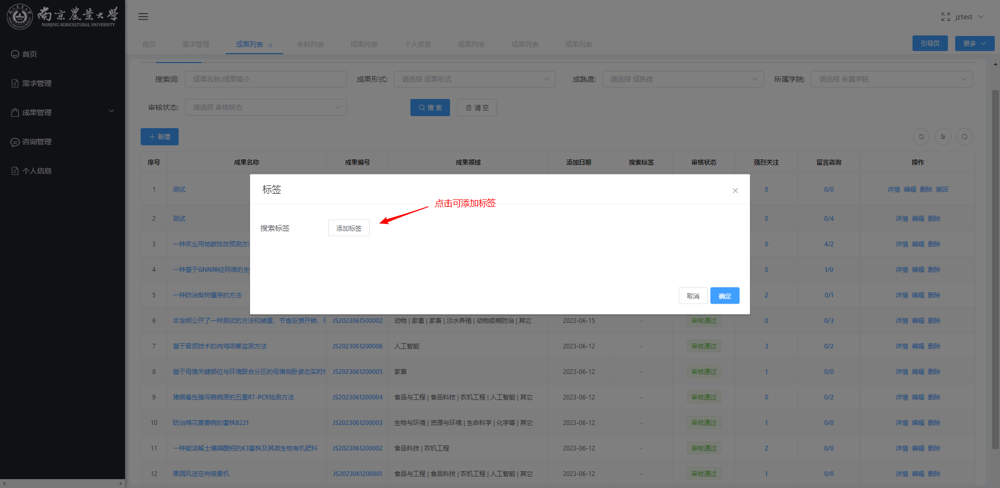 南京農業大學
NANJING AGRICULTURAL UNIVERSITY
jztest
首页
需求管理
成果管理
咨询管理
个人信息
首页 需求管理 成果列表 × 专利列表 成果列表 个人信息 成果列表 成果列表 成果列表 引导页 更多
搜索词: 成果名称/成果简介 成果形式: 请选择 成果形式 成熟度: 请选择 成熟度 所属学院: 请选择 所属学院
审核状态: 请选择 审核状态 搜 索 清 空
新增
序号 成果名称 成果编号 成果领域 添加日期 搜索标签 审核状态 强烈关注 留言咨询 操作
1 测试 0 0/0 详情 编辑 删除 撤回
2 测试 0 0/4 详情 编辑 删除
3 一种农业用地碳排放预测方 0 4/2 详情 编辑 删除
4 一种基于GNN神经网络的生 0 1/0 详情 编辑 删除
5 一种防治梨树僵芽的方法 2 0/1 详情 编辑 删除
标签
点击可添加标签
搜索标签 添加标签
取消 确定
6 本发明公开了一种测试的方法和装置，节省反馈开销， JS2023061500002 动物 | 家禽 | 家畜 | 淡水养殖 | 动物疫病防治 | 其它 2023-06-15 - 审核通过 0 0/3 详情 编辑 删除
7 基于音频技术的肉鸡咳嗽监测方法 JS2023061200006 人工智能 2023-06-12 - 审核通过 3 0/2 详情 编辑 删除
8 基于母猪关键部位与环境联合分区的母猪侧卧姿态实时 JS2023061200005 家畜 2023-06-12 - 审核通过 1 0/0 详情 编辑 删除
9 猪病毒性腹泻病病原的五重RT-PCR检测方法 JS2023061200004 食品与工程 | 食品科技 | 农机工程 | 人工智能 | 其它 2023-06-12 - 审核通过 0 0/2 详情 编辑 删除
10 防治棉花黄萎病的菌株B221 JS2023061200003 生物与环境 | 资源与环境 | 生命科学 | 化学等 | 其它 2023-06-12 - 审核通过 1 0/0 详情 编辑 删除
11 一种能溶解土壤磷酸钙的K3菌株及其微生物有机肥料 JS2023061200002 食品科技 | 农机工程 2023-06-12 - 审核通过 2 0/0 详情 编辑 删除
12 果园风送定向喷雾机 JS2023061200001 食品与工程 | 食品科技 | 农机工程 | 人工智能 | 其它 2023-06-12 - 审核通过 1 0/0 详情 编辑 删除